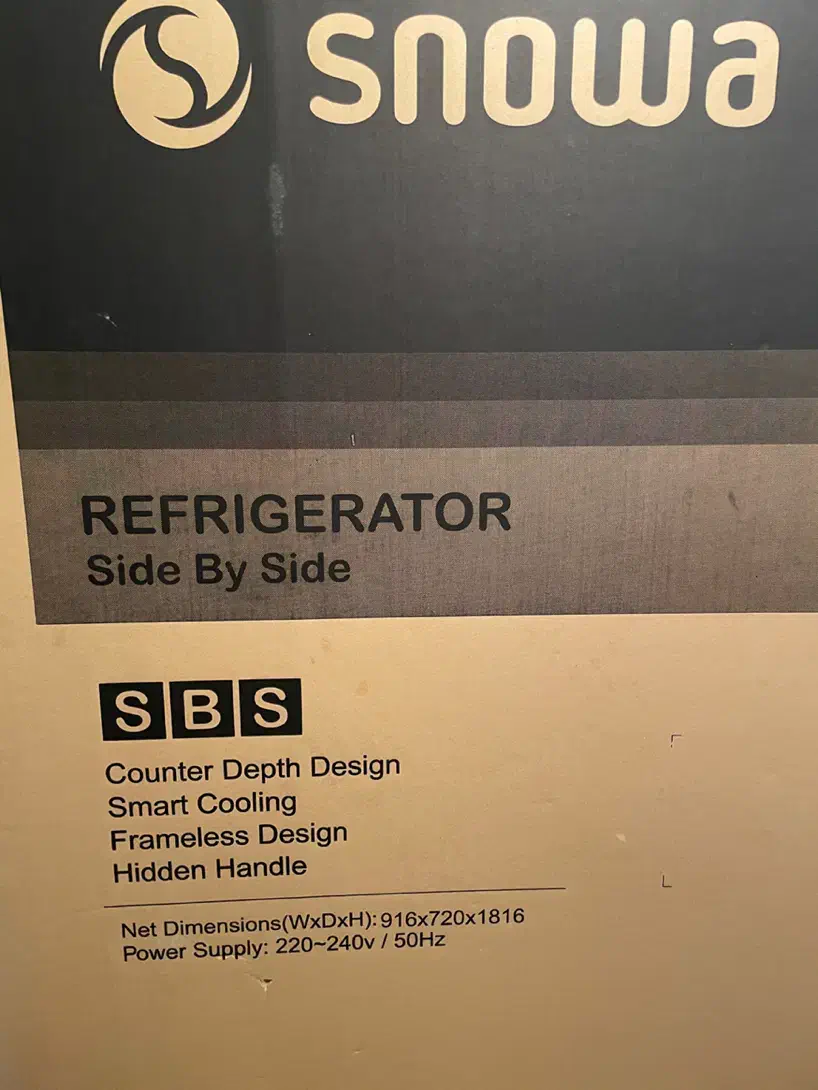 snowa
REFRIGERATOR
Side By Side
SBS
Counter Depth Design
Smart Cooling
Frameless Design
Hidden Handle
Net Dimensions(WxDxH):916x720x1816
Power Supply: 220~240v / 50Hz